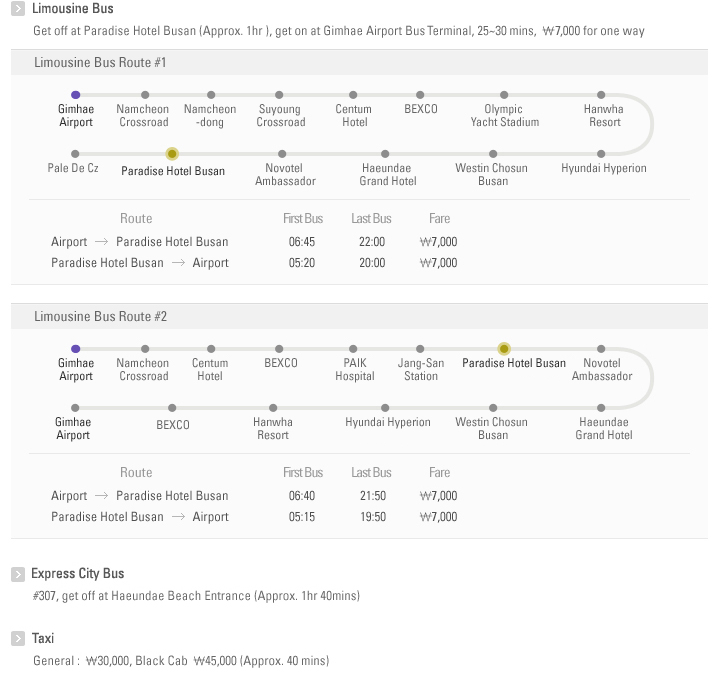 Limousine Bus
Get off at Paradise Hotel Busan (Approx. 1hr ), get on at Gimhae Airport Bus Terminal, 25~30 mins, ₩7,000 for one way
Limousine Bus Route #1
Gimhae Airport
Namcheon Crossroad
Namcheon -dong
Suyoung Crossroad
Centum Hotel
BEXCO
Olympic Yacht Stadium
Hanwha Resort
Pale De Cz
Paradise Hotel Busan
Novotel Ambassador
Haeundae Grand Hotel
Westin Chosun Busan
Hyundai Hyperion
Route First Bus Last Bus Fare
Airport → Paradise Hotel Busan 06:45 22:00 ₩7,000
Paradise Hotel Busan → Airport 05:20 20:00 ₩7,000
Limousine Bus Route #2
Gimhae Airport
Namcheon Crossroad
Centum Hotel
BEXCO
PAIK Hospital
Jang-San Station
Paradise Hotel Busan
Novotel Ambassador
Gimhae Airport
BEXCO
Hanwha Resort
Hyundai Hyperion
Westin Chosun Busan
Haeundae Grand Hotel
Route First Bus Last Bus Fare
Airport → Paradise Hotel Busan 06:40 21:50 ₩7,000
Paradise Hotel Busan → Airport 05:15 19:50 ₩7,000
Express City Bus
#307, get off at Haeundae Beach Entrance (Approx. 1hr 40mins)
Taxi
General : ₩30,000, Black Cab ₩45,000 (Approx. 40 mins)